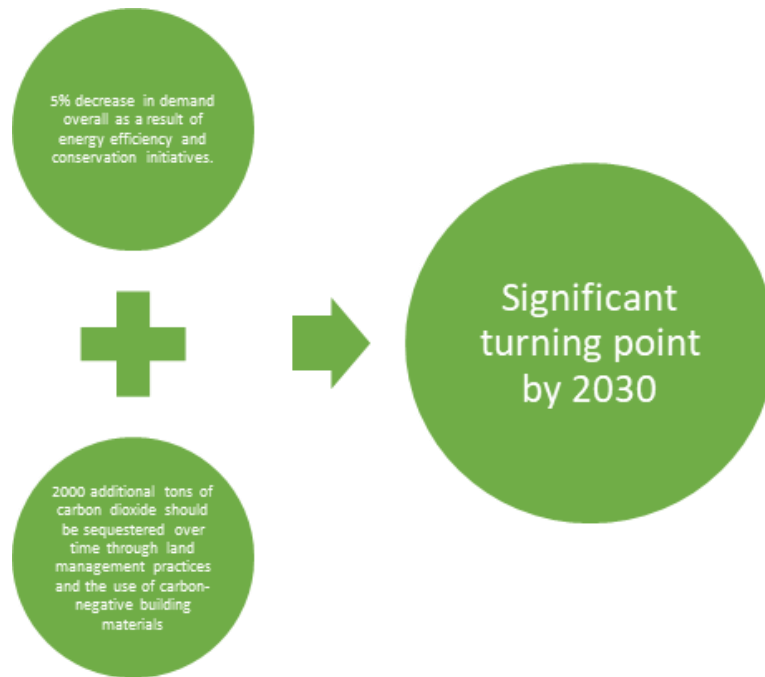 5% decrease in demand
overall as a result of
energy efficiency and
conservation initiatives.
2000 additional tons of
carbon dioxide should
be sequestered over
time through land
management practices
and the use of carbon-
negative building
materials
Significant
turning point
by 2030